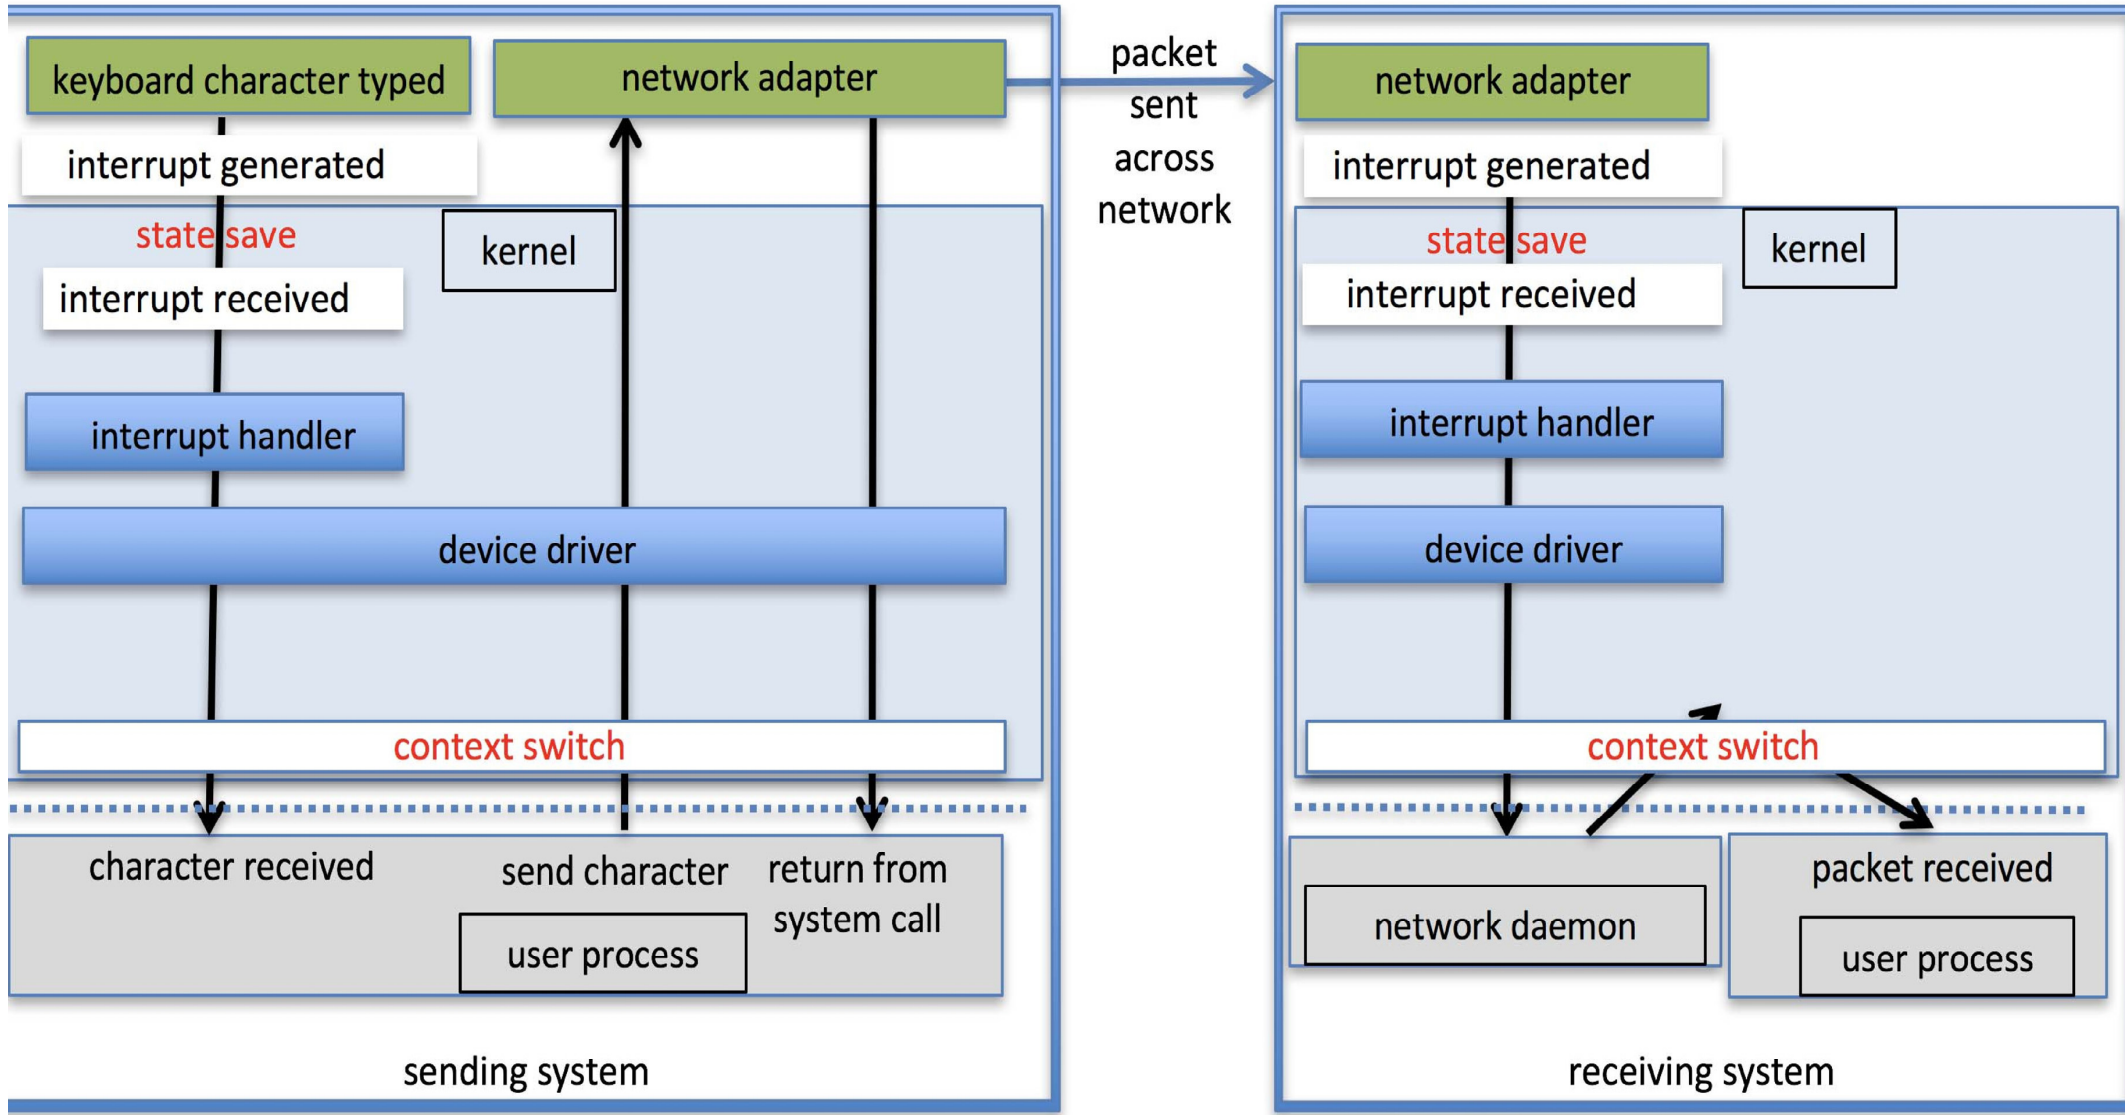 keyboard character typed
network adapter
interrupt generated
state save
kernel
interrupt received
interrupt handler
device driver
context switch
character received
send character
return from
system call
user process
sending system
packet
sent
across
network
network adapter
interrupt generated
state save
kernel
interrupt received
interrupt handler
device driver
context switch
network daemon
packet received
user process
receiving system